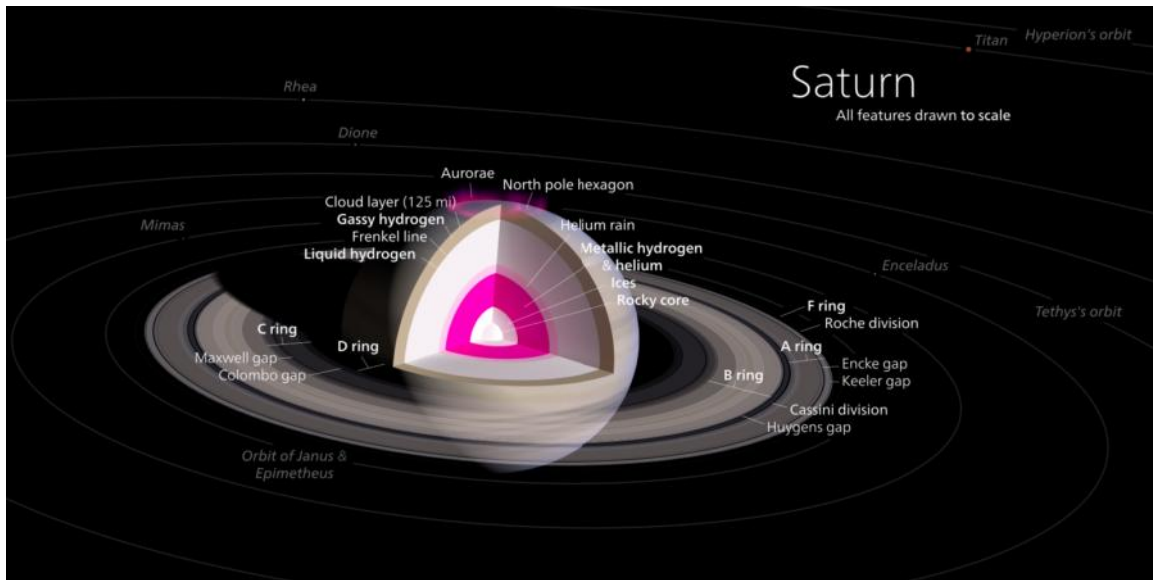 Titan
Hyperion's orbit
Saturn
All features drawn to scale
Rhea
Dione
Aurorae
North pole hexagon
Cloud layer (125 mi)
Gassy hydrogen
Frenkel line
Liquid hydrogen
Helium rain
Metallic hydrogen
& helium
Ices
Rocky core
Mimas
Enceladus
Tethys's orbit
F ring
Roche division
A ring
Encke gap
Keeler gap
B ring
Cassini division
Huygens gap
C ring
Maxwell gap
Colombo gap
D ring
Orbit of Janus &
Epimetheus